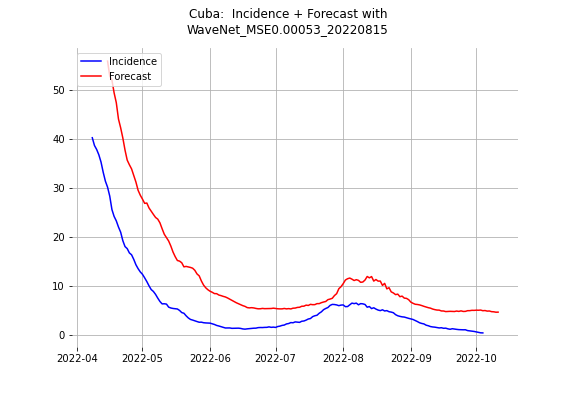 Cuba:  Incidence + Forecast with
WaveNet_MSE0.00053_20220815
Incidence
Forecast
50
40
30
20
10
0
2022-04 2022-05 2022-06 2022-07 2022-08 2022-09 2022-10